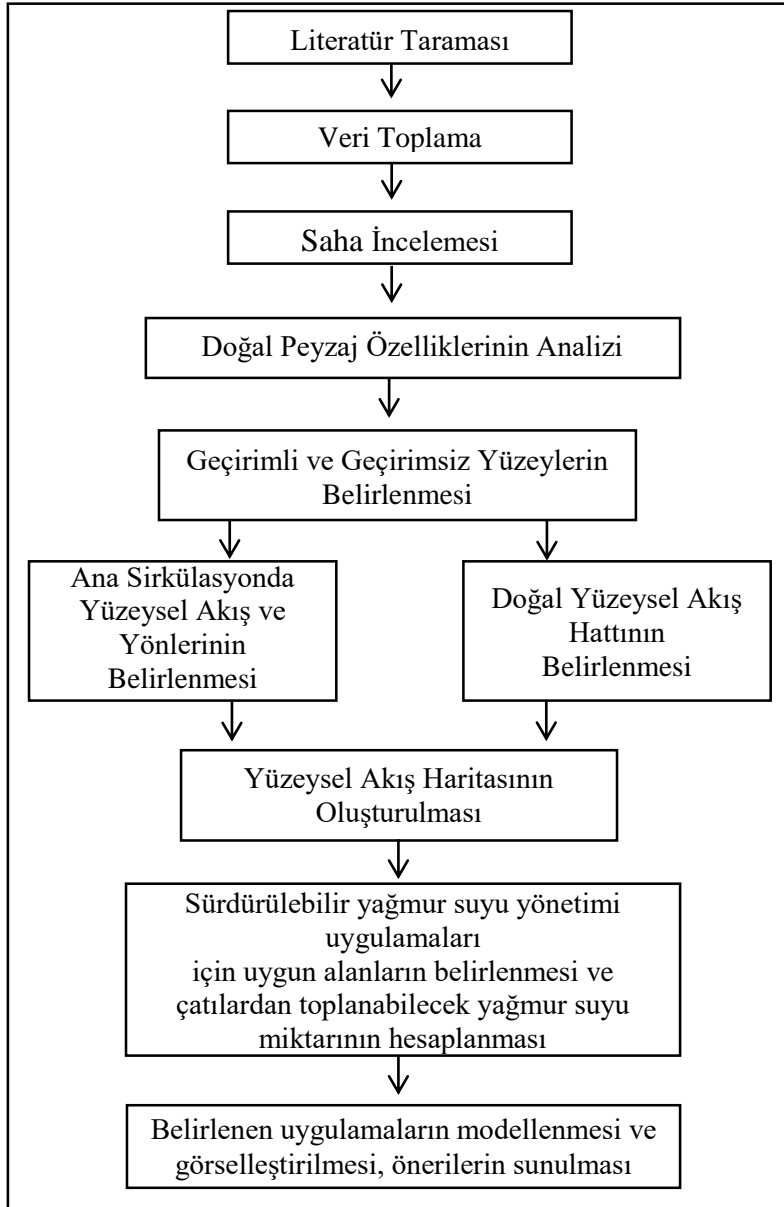 Literatür Taraması
Veri Toplama
Saha İncelemesi
Doğal Peyzaj Özelliklerinin Analizi
Geçirimli ve Geçirimsiz Yüzeylerin
Belirlenmesi
Ana Sirkülasyonda
Yüzeysel Akış ve
Yönlerinin
Belirlenmesi
Doğal Yüzeysel Akış
Hattının
Belirlenmesi
Yüzeysel Akış Haritasının
Oluşturulması
Sürdürülebilir yağmur suyu yönetimi
uygulamaları
için uygun alanların belirlenmesi ve
çatılardan toplanabilecek yağmur suyu
miktarının hesaplanması
Belirlenen uygulamaların modellenmesi ve
görselleştirilmesi, önerilerin sunulması